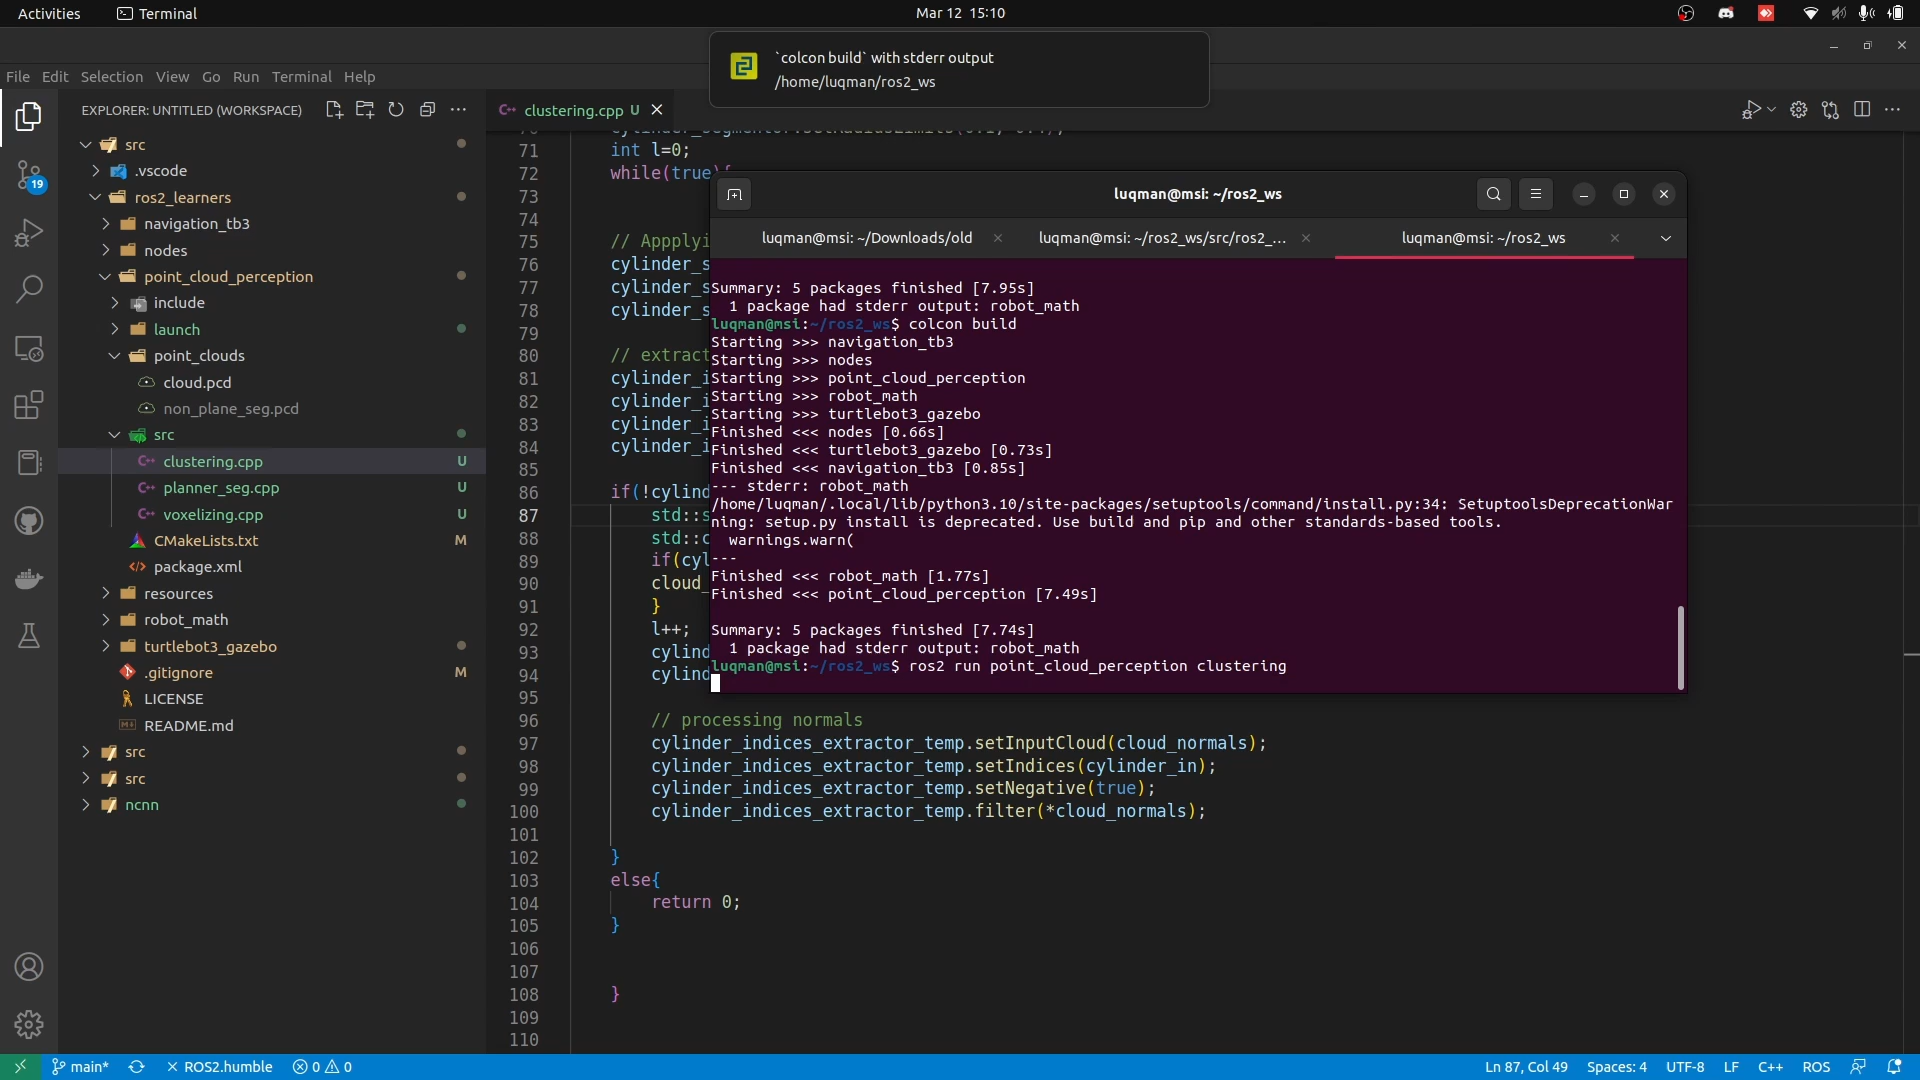 Activities
Terminal
Mar 12 15:10
`colcon build` with stderr output
/home/luqman/ros2_ws
File Edit Selection View Go Run Terminal Help
EXPLORER: UNTITLED (WORKSPACE)
src
.vscode
ros2_learners
navigation_tb3
nodes
point_cloud_perception
include
launch
point_clouds
cloud.pcd
non_plane_seg.pcd
src
clustering.cpp U
planner_seg.cpp U
voxelizing.cpp U
CMakeLists.txt M
package.xml
resources
robot_math
turtlebot3_gazebo
.gitignore M
LICENSE
README.md
src
src
ncnn
19
clustering.cpp U
71 int l=0;
72 while(true){
73
74
75 // Appplyi
76 cylinder_s
77 cylinder_s
78 cylinder_s
79
80 // extract
81 cylinder_i
82 cylinder_i
83 cylinder_i
84 cylinder_i
85
86 if(!cylind
87 std::s
88 std::c
89 if(cyl
90 cloud_
91 }
92 l++;
93 cylind
94 cylind
95
96 // processing normals
97 cylinder_indices_extractor_temp.setInputCloud(cloud_normals);
98 cylinder_indices_extractor_temp.setIndices(cylinder_in);
99 cylinder_indices_extractor_temp.setNegative(true);
100 cylinder_indices_extractor_temp.filter(*cloud_normals);
101
102 }
103 else{
104 return 0;
105 }
106
107
108 }
109
110
luqman@msi: ~/ros2_ws
luqman@msi: ~/Downloads/old
luqman@msi: ~/ros2_ws/src/ros2_...
luqman@msi: ~/ros2_ws
Summary: 5 packages finished [7.95s]
1 package had stderr output: robot_math
luqman@msi:~/ros2_ws$ colcon build
Starting >>> navigation_tb3
Starting >>> nodes
Starting >>> point_cloud_perception
Starting >>> robot_math
Starting >>> turtlebot3_gazebo
Finished <<< nodes [0.66s]
Finished <<< turtlebot3_gazebo [0.73s]
Finished <<< navigation_tb3 [0.85s]
--- stderr: robot_math
/home/luqman/.local/lib/python3.10/site-packages/setuptools/command/install.py:34: SetuptoolsDeprecationWar
ning: setup.py install is deprecated. Use build and pip and other standards-based tools.
warnings.warn(
---
Finished <<< robot_math [1.77s]
Finished <<< point_cloud_perception [7.49s]
Summary: 5 packages finished [7.74s]
1 package had stderr output: robot_math
luqman@msi:~/ros2_ws$ ros2 run point_cloud_perception clustering
main*
ROS2.humble
0 0
Ln 87, Col 49
Spaces: 4
UTF-8
LF
C++
ROS